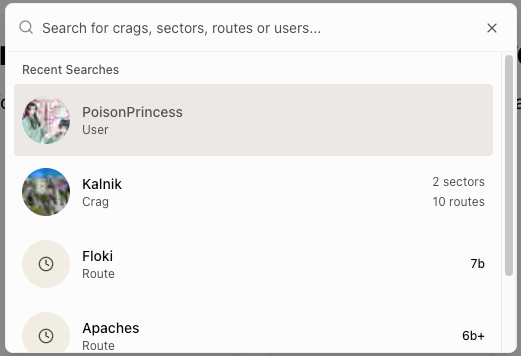 Search for crags, sectors, routes or users...
Recent Searches
PoisonPrincess
User
Kalnik
Crag
2 sectors
10 routes
Floki
Route
7b
Apaches
Route
6b+